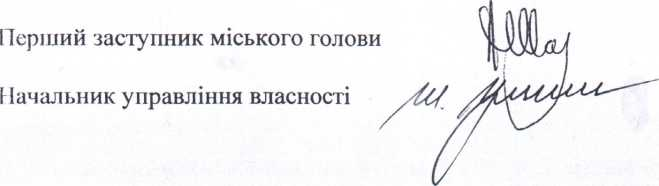 Перший заступник міського голови
Начальник управління власності